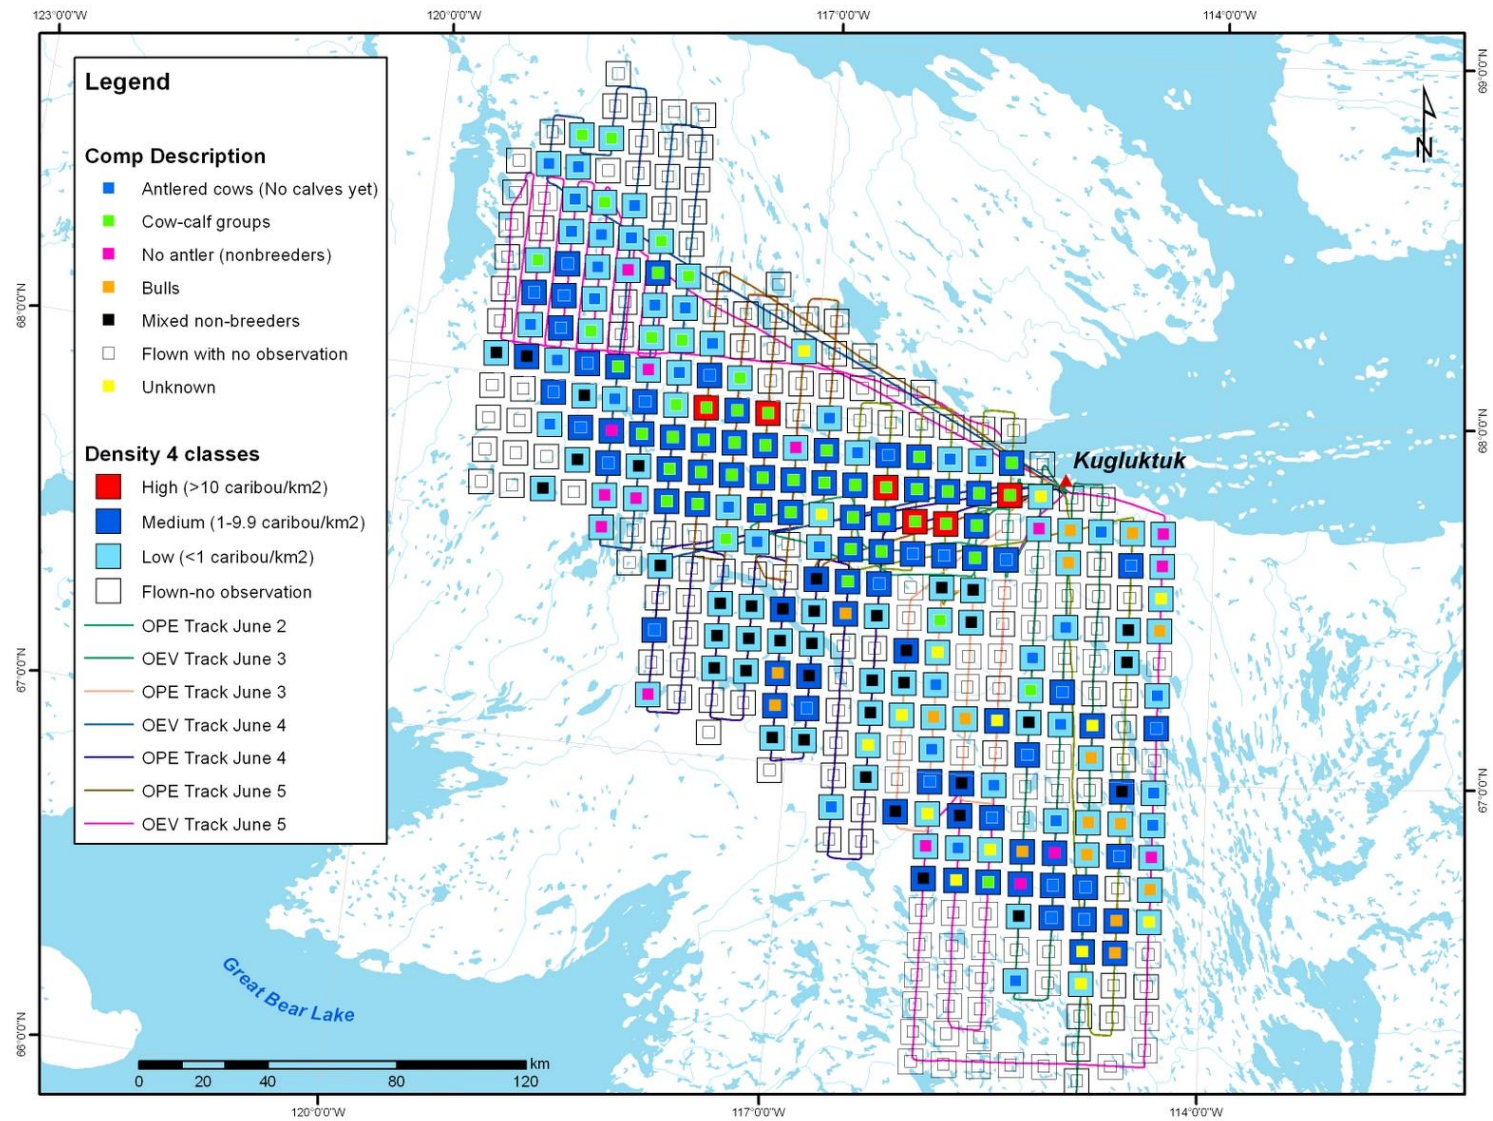 123°0'0"W
120°0'0"W
117°0'0"W
114°0'0"W
69°0'0"N
Legend
N
Comp Description
Antlered cows (No calves yet)
Cow-calf groups
No antler (nonbreeders)
Bulls
68°0'0"N
Mixed non-breeders
Flown with no observation
Unknown
68°0'0"N
Density 4 classes
Kugluktuk
High (>10 caribou/km2)
Medium (1-9.9 caribou/km2)
Low (<1 caribou/km2)
Flown-no observation
OPE Track June 2
OEV Track June 3
67°0'0"N
OPE Track June 3
OEV Track June 4
OPE Track June 4
OPE Track June 5
67°0'0"N
OEV Track June 5
Great Bear Lake
66°0'0"N
km
0 20 40 80 120
120°0'0"W
117°0'0"W
114°0'0"W